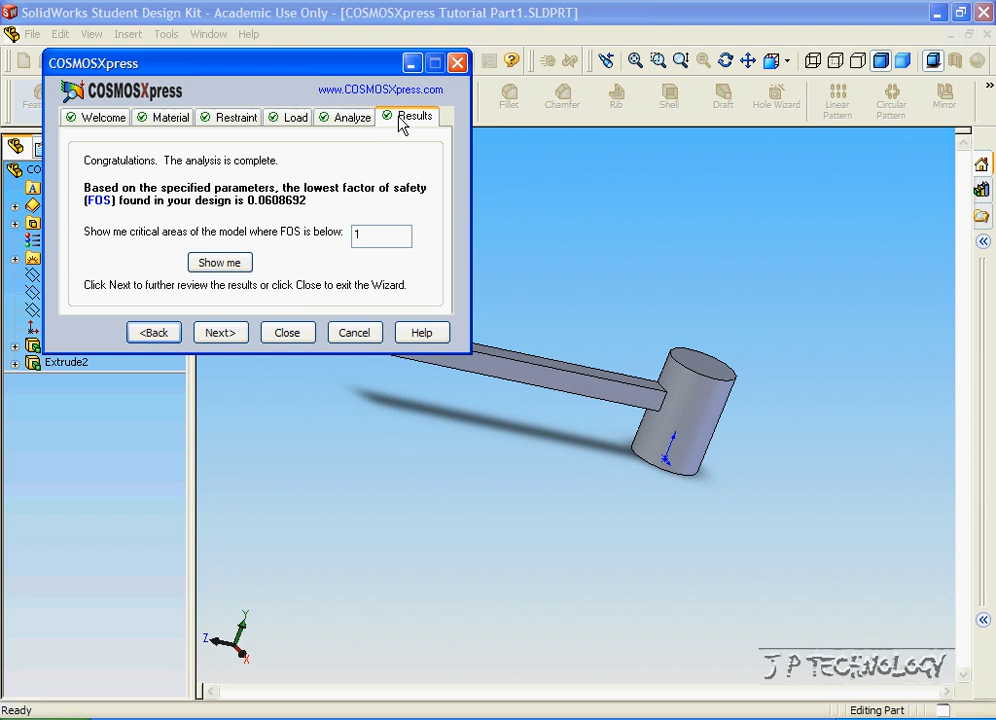 SolidWorks Student Design Kit - Academic Use Only - [COSMOSXpress Tutorial Part1.SLDPRT]
File Edit View Insert Tools Window Help
COSMOSXpress
COSMOSXpress www.COSMOSXpress.com
Fillet Chamfer Rib Shell Draft Hole Wizard Linear Pattern Circular Pattern Mirror
Welcome Material Restraint Load Analyze Results
Congratulations. The analysis is complete.
Based on the specified parameters, the lowest factor of safety
(FOS) found in your design is 0.0608692
Show me critical areas of the model where FOS is below: 1
Show me
Click Next to further review the results or click Close to exit the Wizard.
<Back Next> Close Cancel Help
Extrude2
Y
Z
X
J P TECHNOLOGY
Ready Editing Part